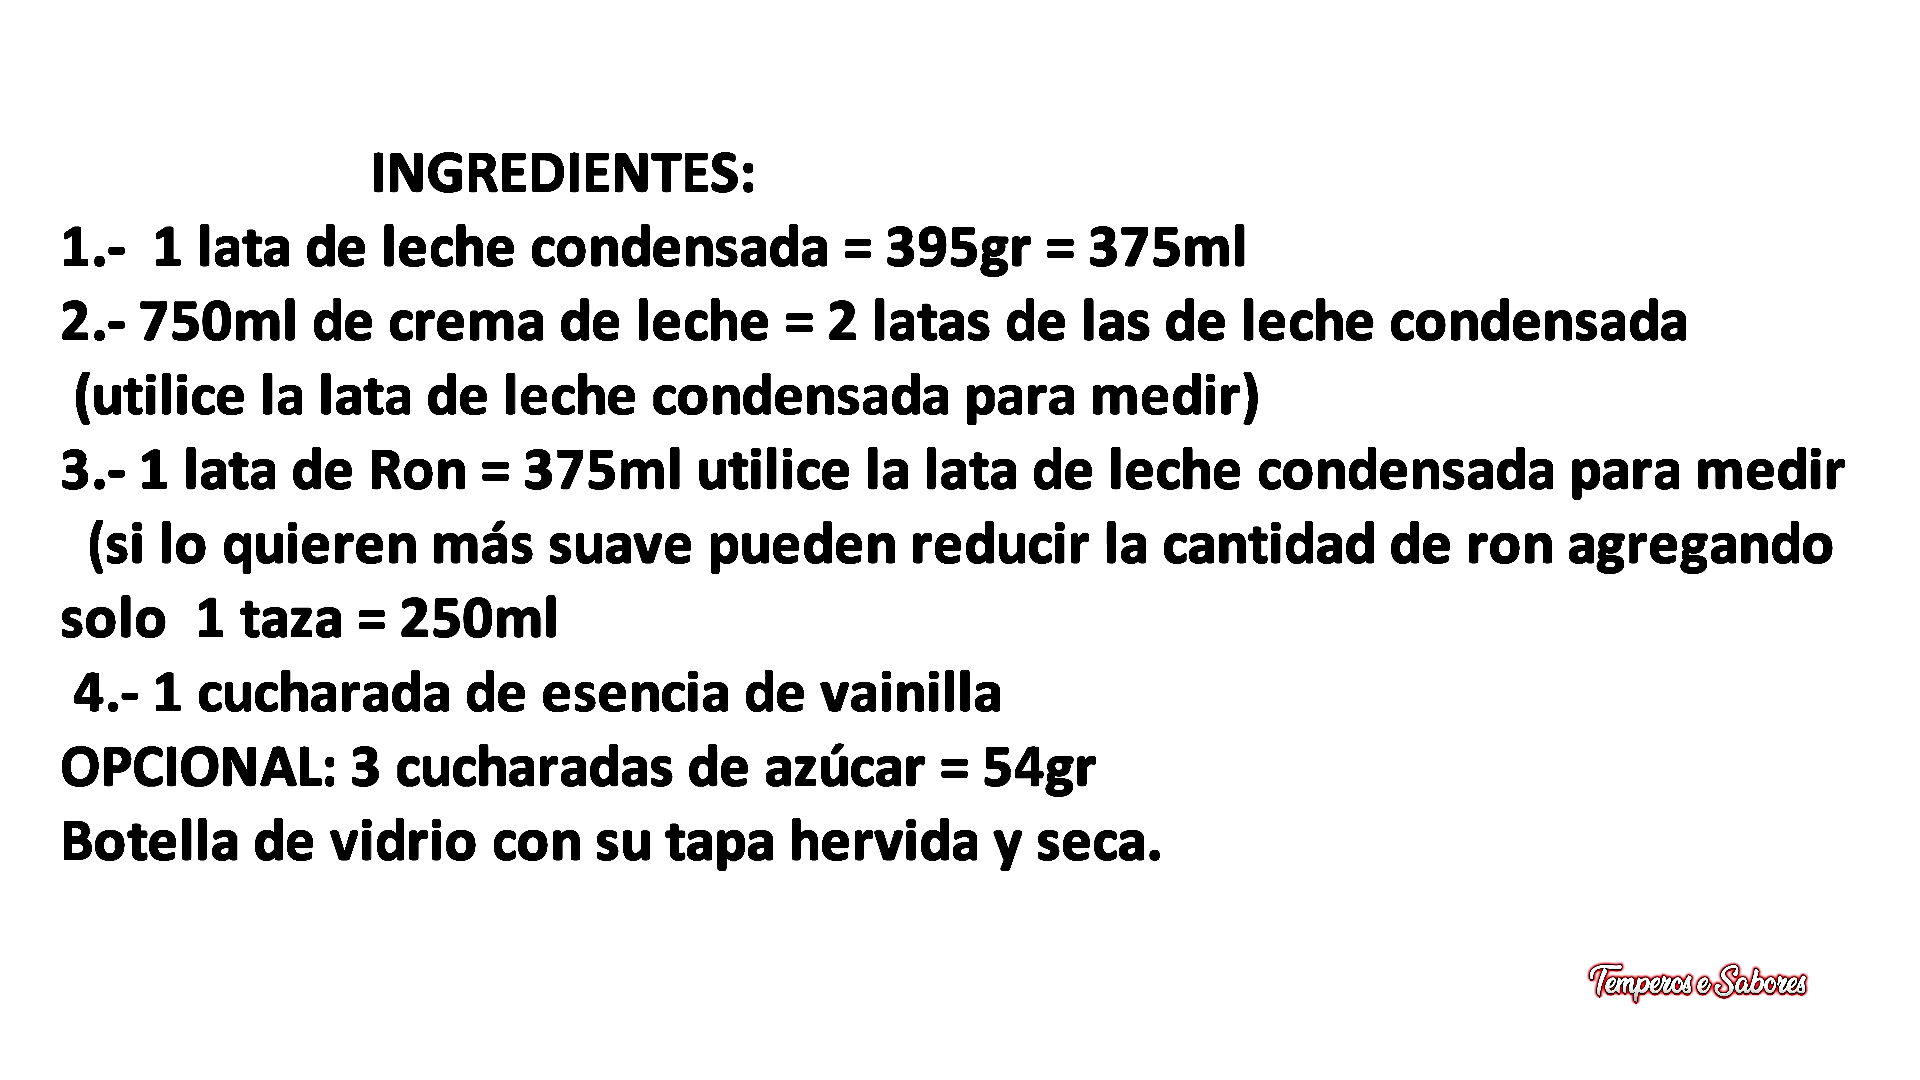 INGREDIENTES:
1.-  1 lata de leche condensada = 395gr = 375ml
2.- 750ml de crema de leche = 2 latas de las de leche condensada
(utilice la lata de leche condensada para medir)
3.- 1 lata de Ron = 375ml utilice la lata de leche condensada para medir
(si lo quieren más suave pueden reducir la cantidad de ron agregando
solo  1 taza = 250ml
4.- 1 cucharada de esencia de vainilla
OPCIONAL: 3 cucharadas de azúcar = 54gr
Botella de vidrio con su tapa hervida y seca.
Temperos e Sabores